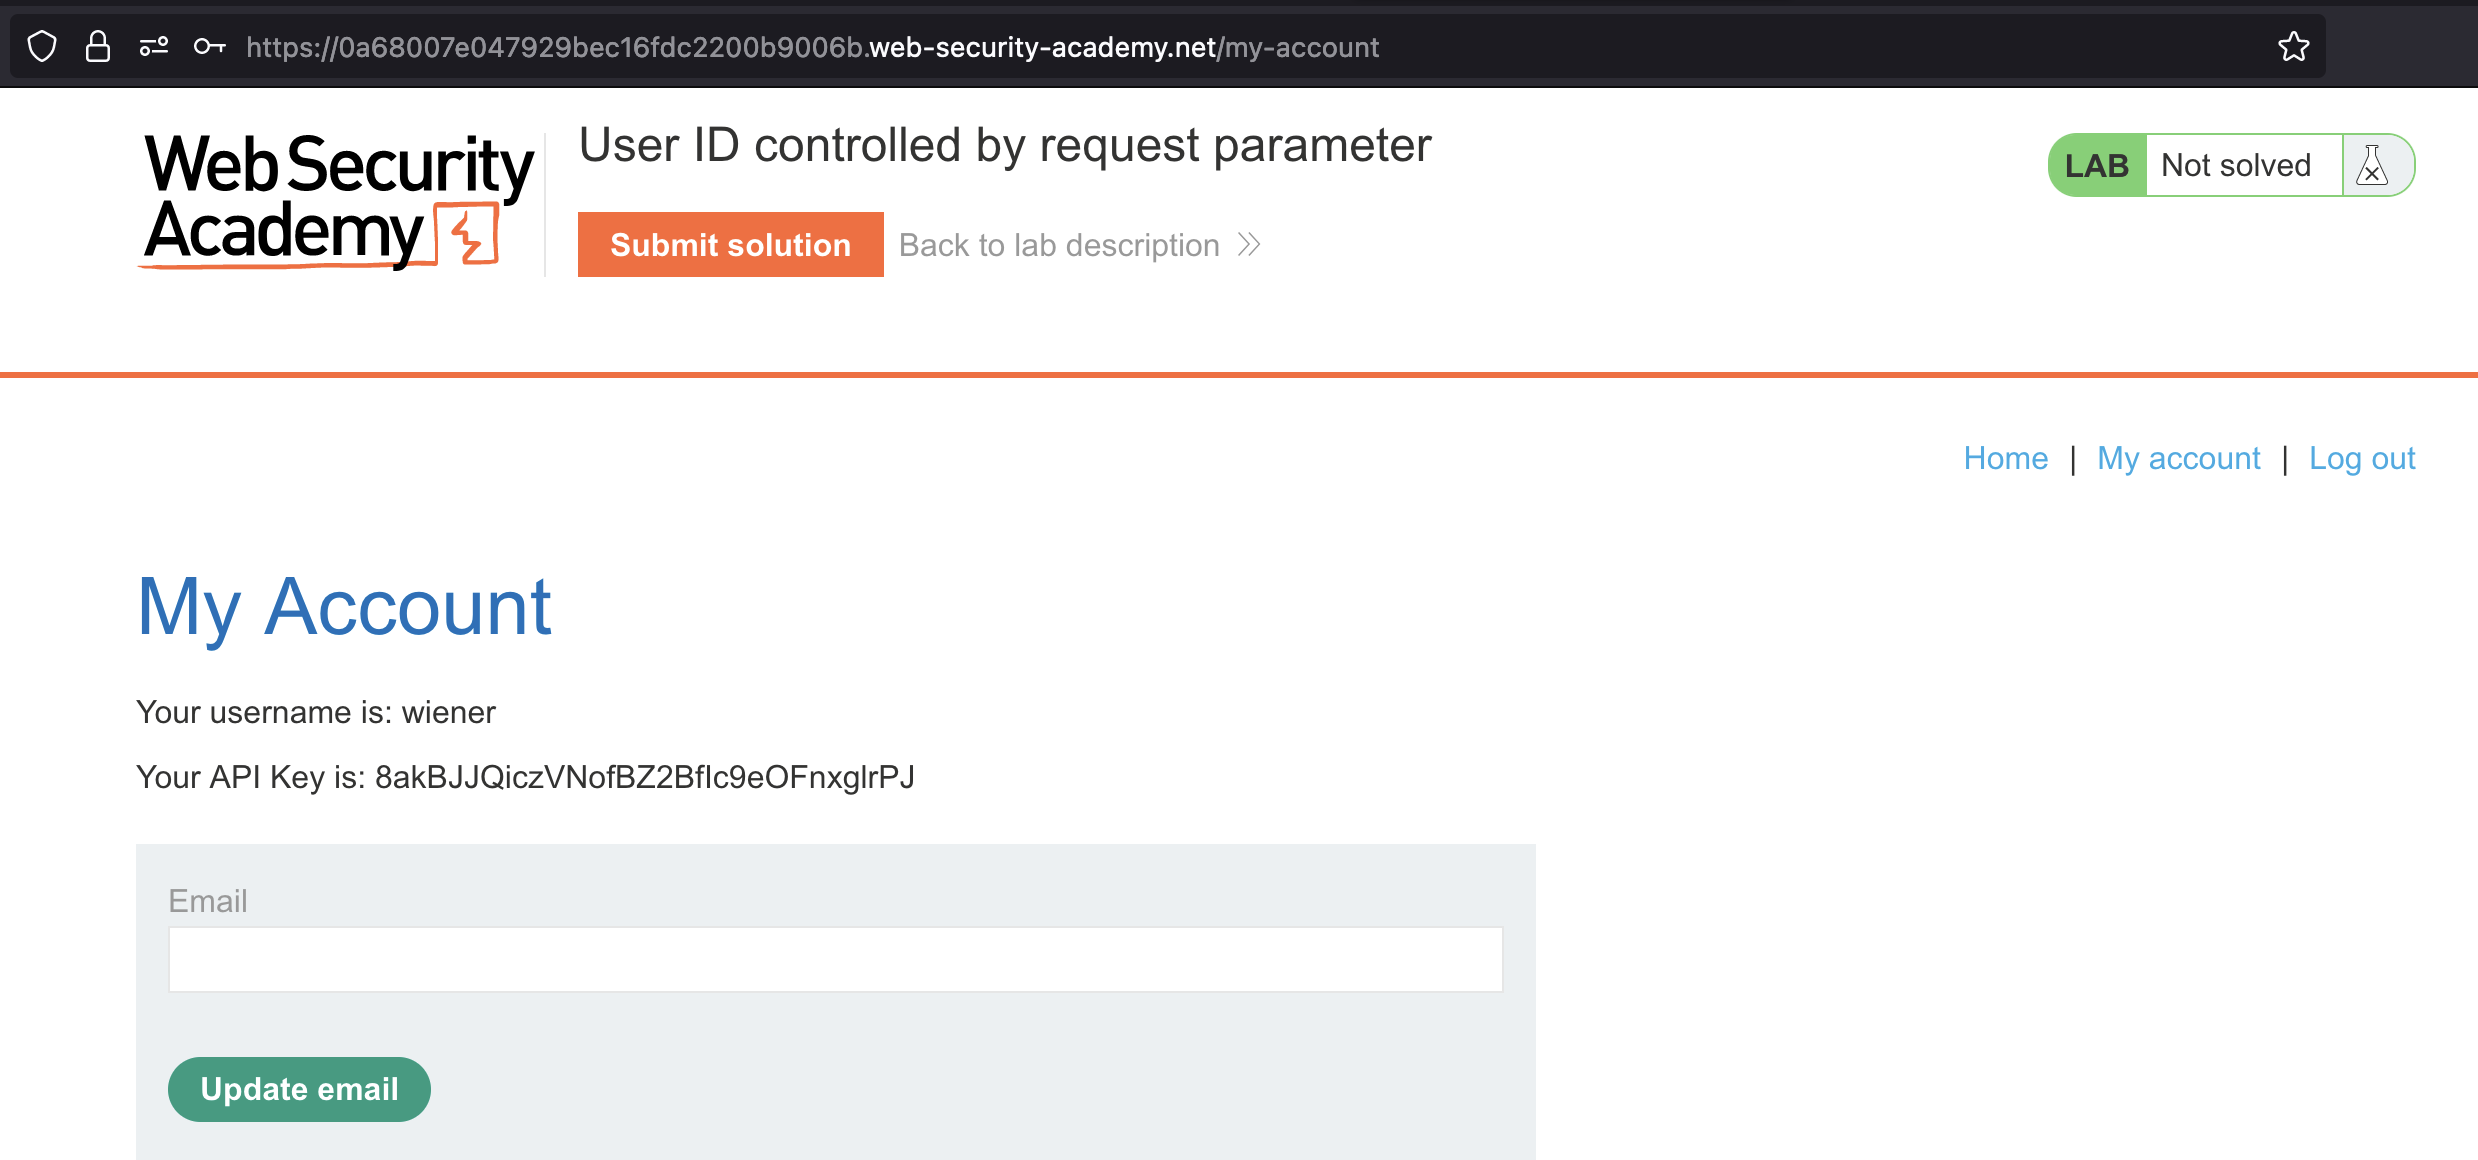 https://0a68007e047929bec16fdc2200b9006b.web-security-academy.net/my-account
Web Security
Academy
User ID controlled by request parameter
LAB Not solved
Submit solution Back to lab description
Home | My account | Log out
My Account
Your username is: wiener
Your API Key is: 8akBJJQiczVNofBZ2BfIc9eOFnxglrPJ
Email
Update email